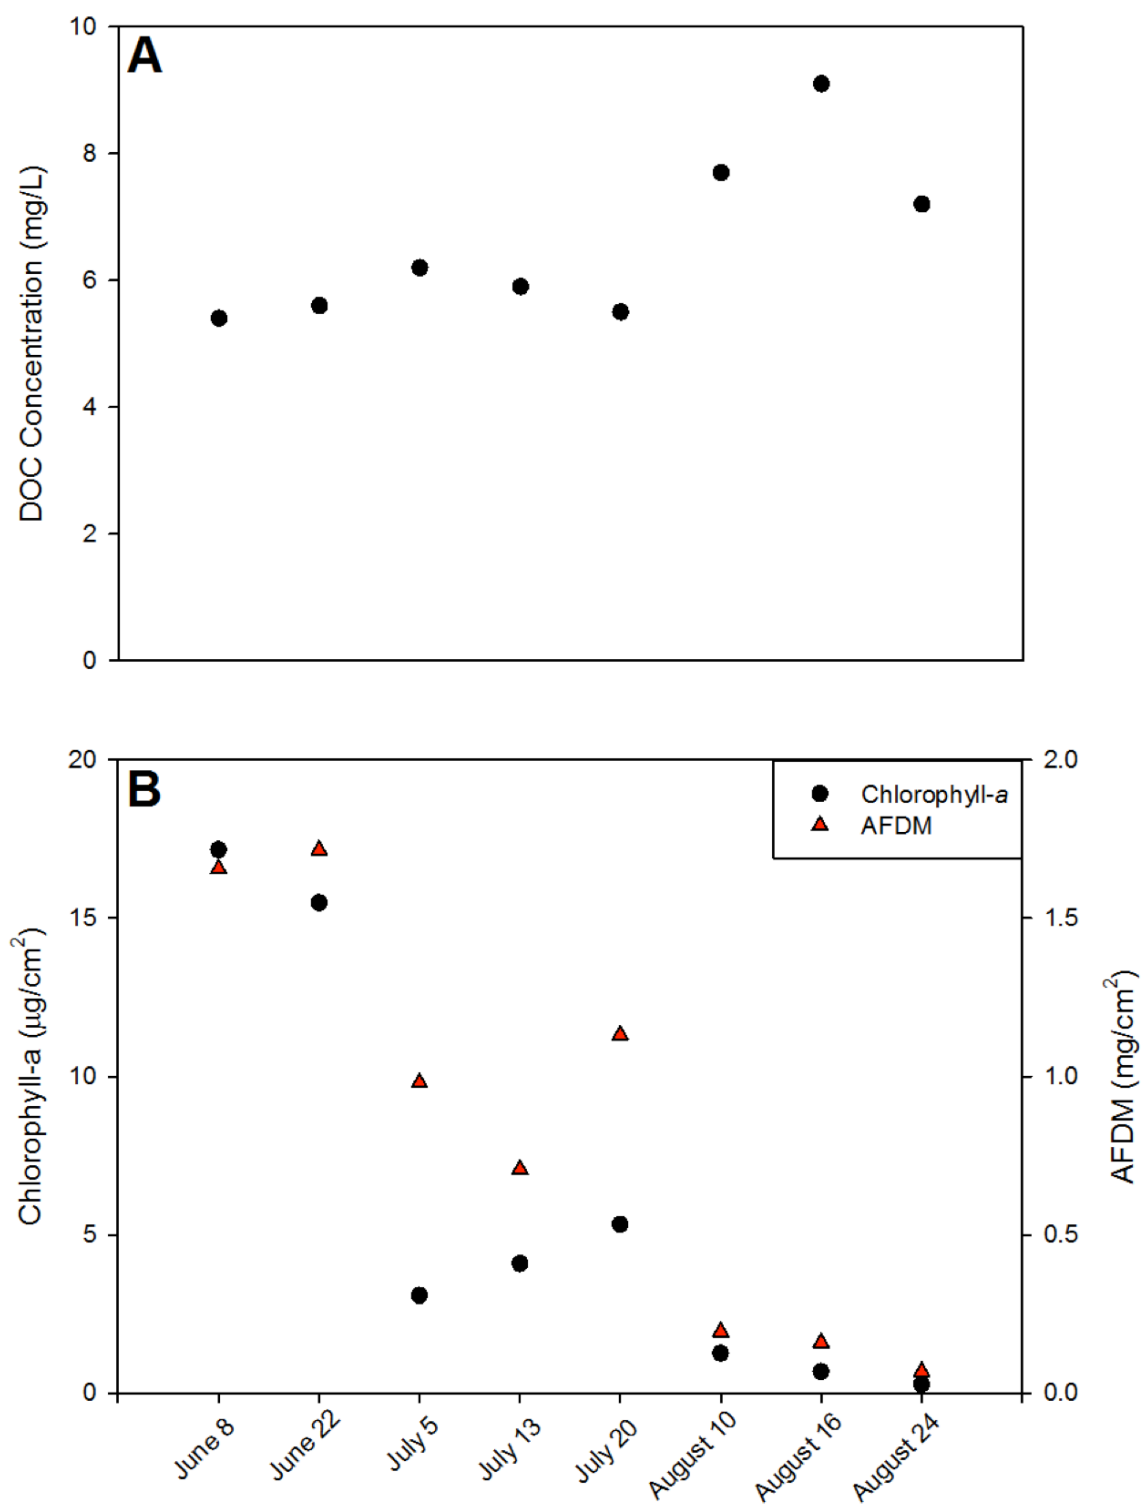 A
10
8
6
4
2
0
DOC Concentration (mg/L)
B
20
15
10
5
0
Chlorophyll-a (µg/cm²)
Chlorophyll-a
AFDM
2.0
1.5
1.0
0.5
0.0
AFDM (mg/cm²)
June 8
June 22
July 5
July 13
July 20
August 10
August 16
August 24